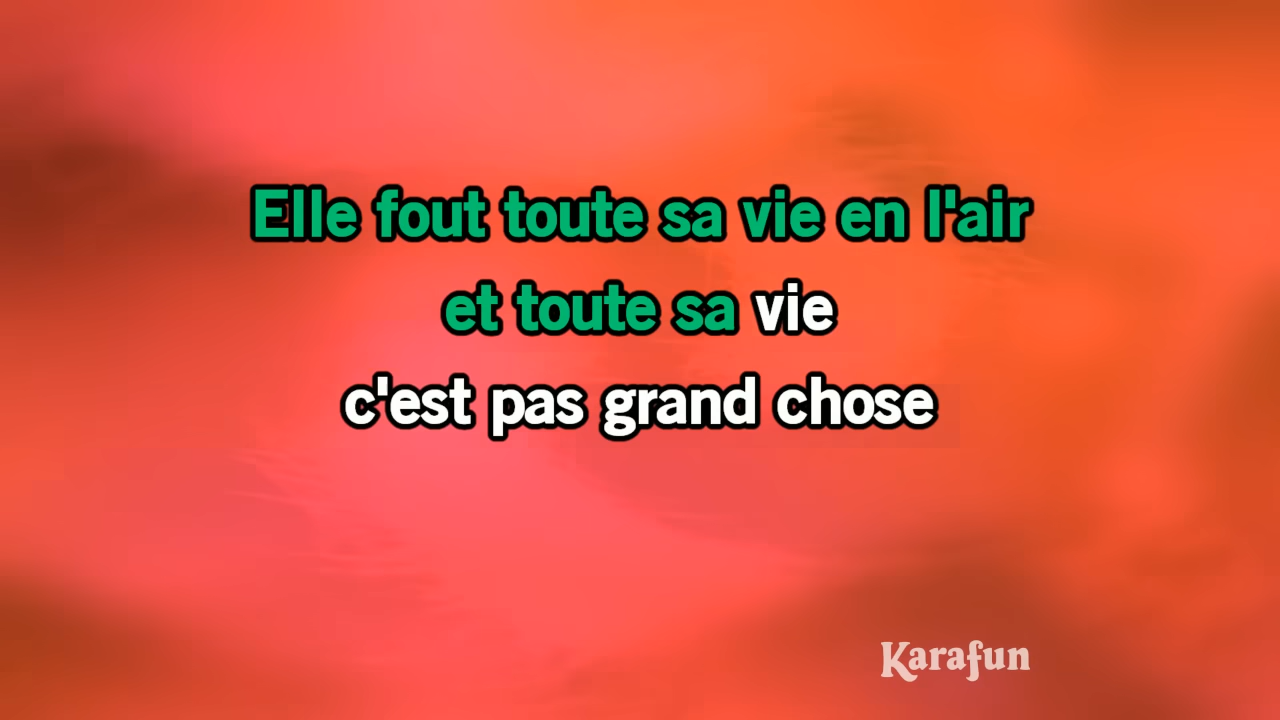 Elle fout toute sa vie en l'air
et toute sa vie
c'est pas grand chose
Karafun